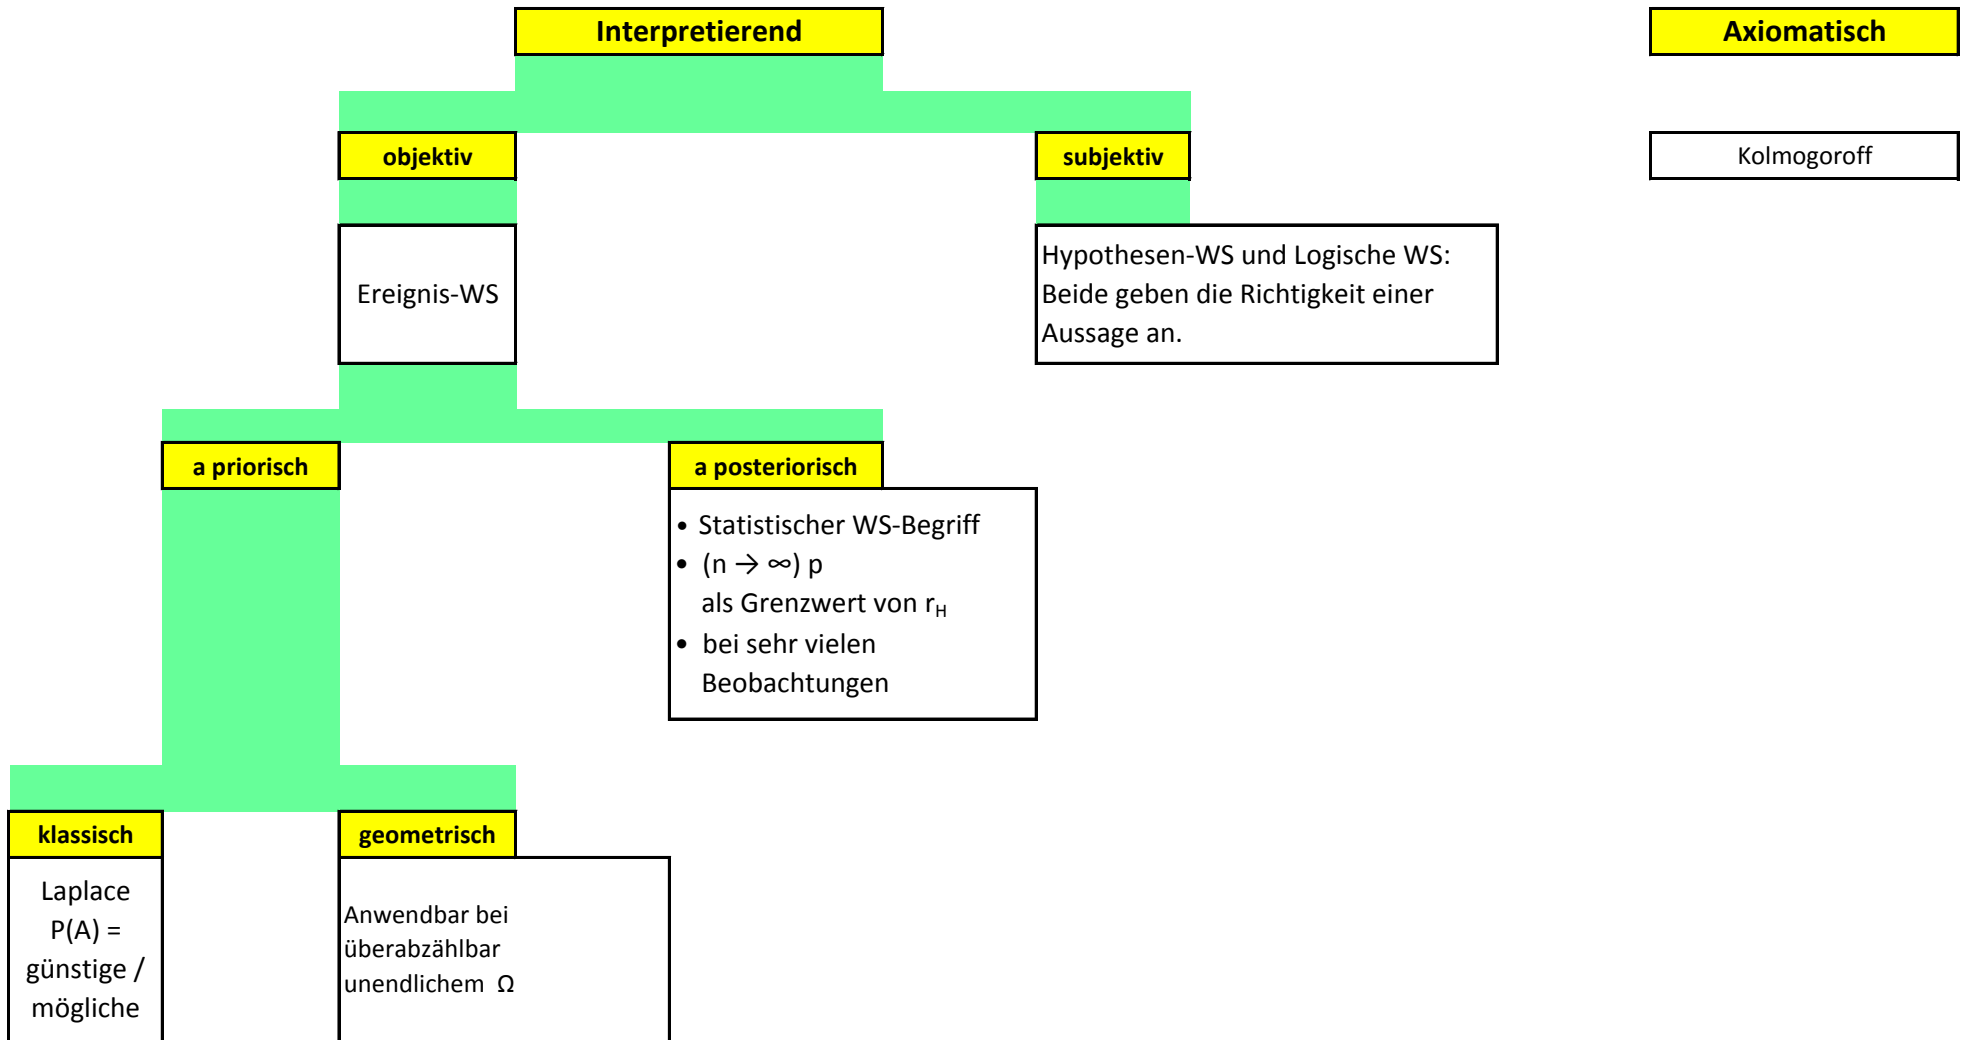 Interpretierend
Axiomatisch
objektiv
subjektiv
Kolmogoroff
Ereignis-WS
Hypothesen-WS und Logische WS:
Beide geben die Richtigkeit einer
Aussage an.
a priorisch
a posteriorisch
• Statistischer WS-Begriff
• (n → ∞) p
als Grenzwert von r_H
• bei sehr vielen
Beobachtungen
klassisch
geometrisch
Laplace
P(A) =
günstige /
mögliche
Anwendbar bei
überabzählbar
unendlichem Ω